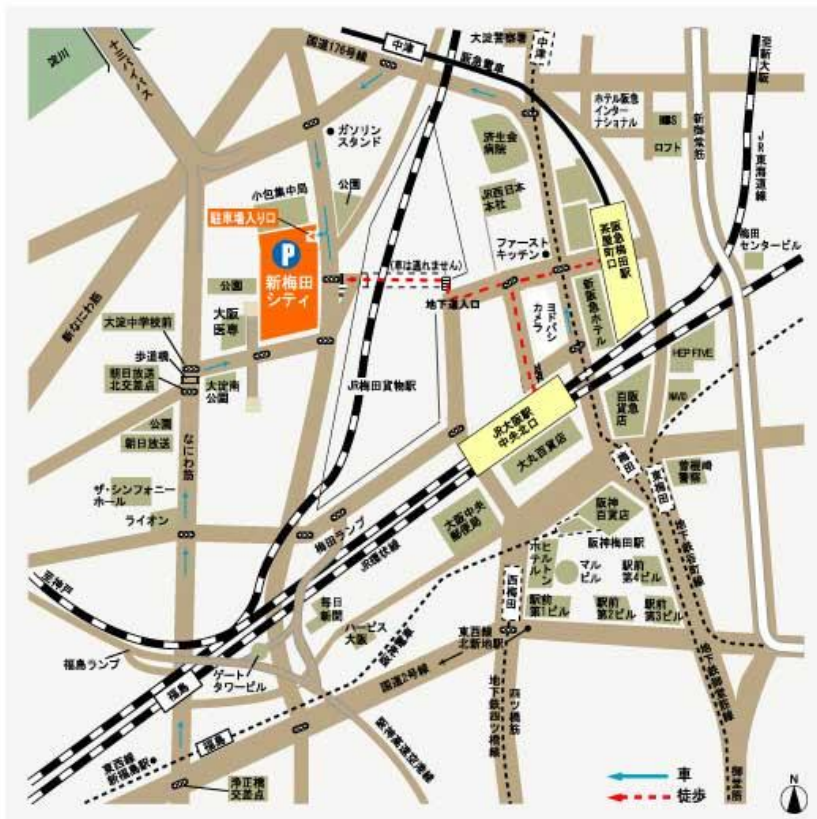 淀川
十三バイパス
国道176号線
中津
阪急電車
大淀警察署
中津
至新大阪
ホテル阪急
インター
ナショナル
MBS
ロフト
新御堂筋
JR東海道線
ガソリン
スタンド
済生会
病院
小包集中局
公園
JR西日本
本社
駐車場入り口
P
新梅田
シティ
(車は通れません)
ファースト
キッチン
阪急梅田駅
茶屋町口
梅田
センタービル
公園
地下道入口
新なにわ筋
大淀中学校前
大阪
医専
ヨドバシ
カメラ
新阪急ホテル
歩道橋
朝日放送
北交差点
大淀南
公園
JR梅田貨物駅
HEP FIVE
NAVIO
阪急
百貨店
JR大阪駅
中央北口
公園
朝日放送
なにわ筋
大丸百貨店
梅田
東梅田
曽根崎
警察
ザ・シンフォニー
ホール
ライオン
梅田ランプ
JR環状線
大阪中央
郵便局
阪神
百貨店
地下鉄谷町線
阪神梅田駅
ヒルトン
ホテル
マル
ビル
駅前
第4ビル
至神戸
西梅田
駅前
第1ビル
駅前
第2ビル
駅前
第3ビル
毎日
新聞
ハービス
大阪
阪神電車
東西線
北新地駅
福島ランプ
ゲート
タワービル
国道2号線
福島
地下鉄四ツ橋線
四ツ橋筋
地下鉄御堂筋線
福島
阪神高速空港線
東西線
新福島駅
浄正橋
交差点
御堂筋
車
徒歩
N